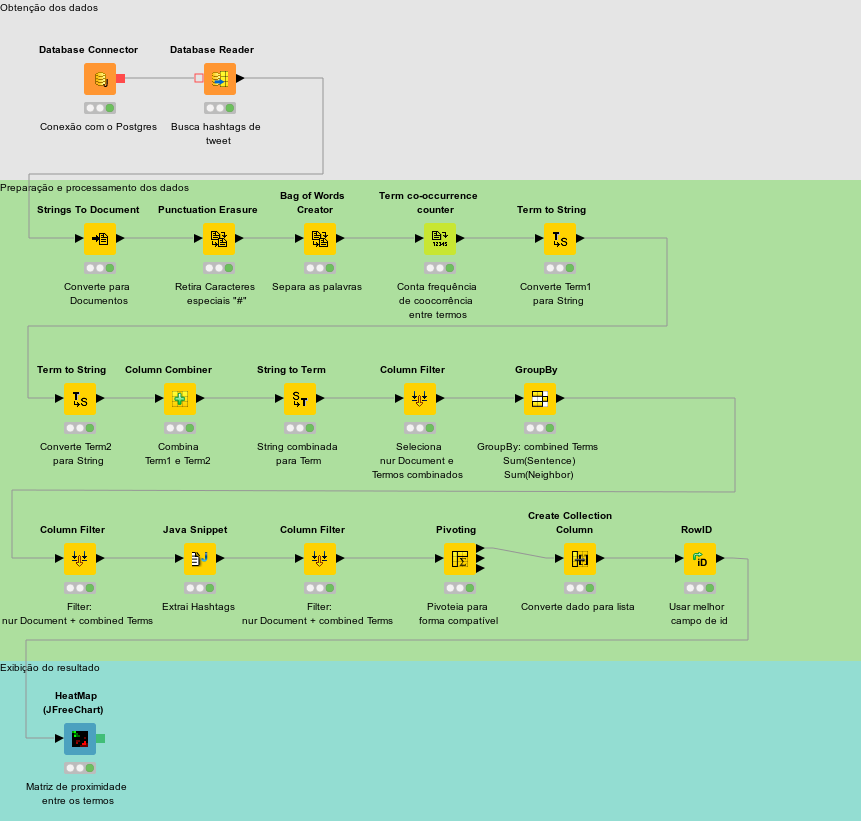 Obtenção dos dados
Database Connector
Database Reader
Conexão com o Postgres
Busca hashtags de
tweet
Preparação e processamento dos dados
Strings To Document
Punctuation Erasure
Bag of Words
Creator
Term co-occurrence
counter
Term to String
Converte para
Documentos
Retira Caracteres
especiais "#"
Separa as palavras
Conta frequência
de coocorrência
entre termos
Converte Term1
para String
Term to String
Column Combiner
String to Term
Column Filter
GroupBy
Converte Term2
para String
Combina
Term1 e Term2
String combinada
para Term
Seleciona
nur Document e
Termos combinados
GroupBy: combined Terms
Sum(Sentence)
Sum(Neighbor)
Column Filter
Java Snippet
Column Filter
Pivoting
Create Collection
Column
RowID
Filter:
nur Document + combined Terms
Extrai Hashtags
Filter:
nur Document + combined Terms
Pivoteia para
forma compatível
Converte dado para lista
Usar melhor
campo de id
Exibição do resultado
HeatMap
(JFreeChart)
Matriz de proximidade
entre os termos